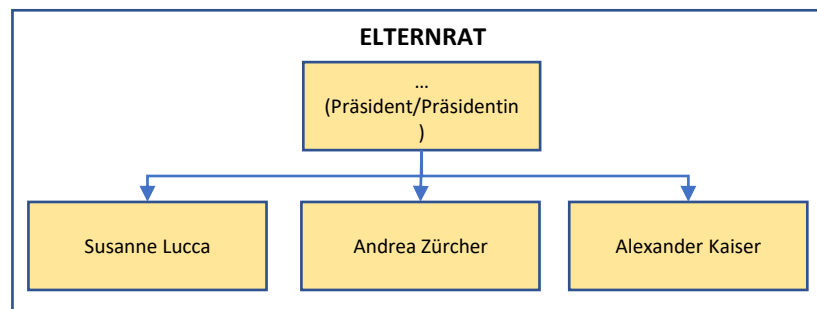 ELTERNRAT
…
(Präsident/Präsidentin
)
Susanne Lucca
Andrea Zürcher
Alexander Kaiser